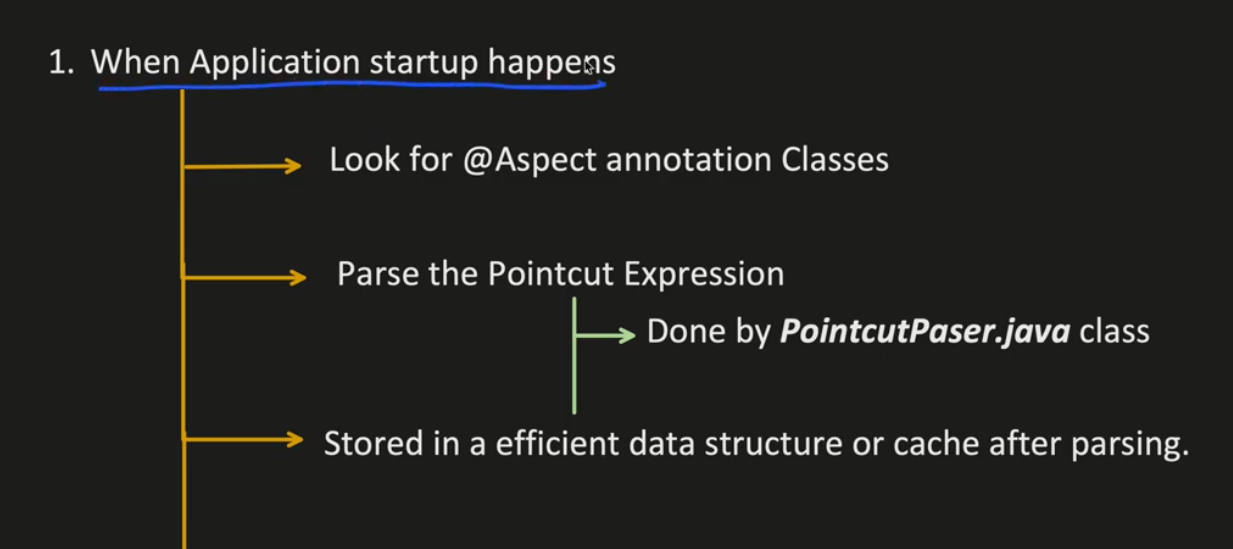 1. When Application startup happens
Look for @Aspect annotation Classes
Parse the Pointcut Expression
Done by PointcutPaser.java class
Stored in a efficient data structure or cache after parsing.